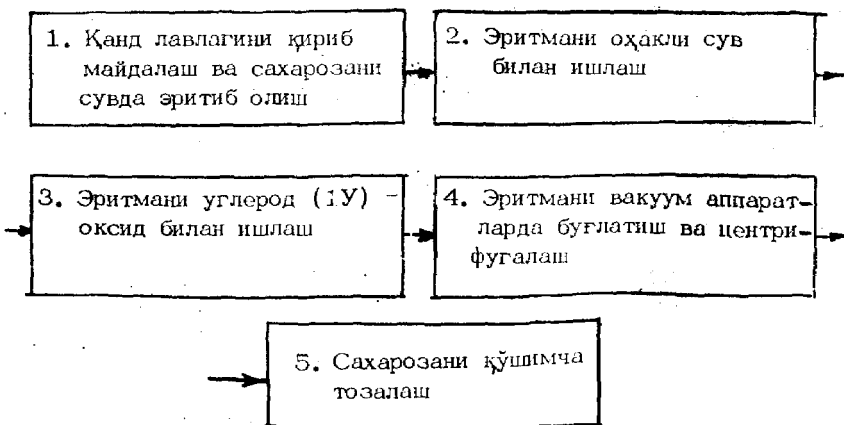 1. Қанд лавлагини қириб
майдалаш ва сахарозани
сувда эритиб олиш
2. Эритмани оҳакли сув
билан ишлаш
3. Эритмани углерод (1У) -
оксид билан ишлаш
4. Эритмани вакуум аппарат-
ларда буғлатиш ва центри-
фугалаш
5. Сахарозани қўшимча
тозалаш